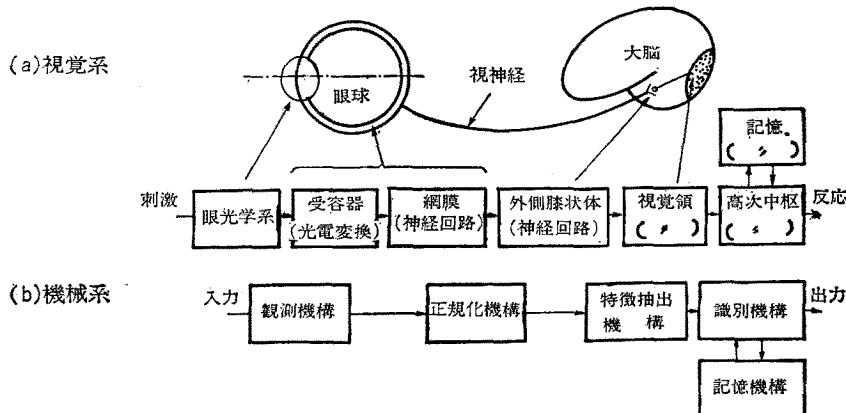 (a)視覚系
眼球
視神経
大脳
記憶
(〃)
刺激
眼光学系
受容器
(光電変換)
網膜
(神経回路)
外側膝状体
(神経回路)
視覚領
(〃)
高次中枢
(〃)
反応
(b)機械系
入力
観測機構
正規化機構
特徴抽出
機構
識別機構
出力
記憶機構